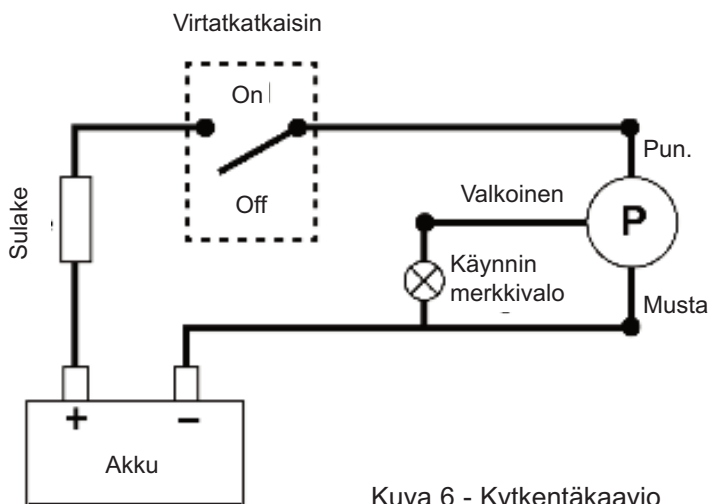 Virtatkatkaisin
On
Off
Sulake
Pun.
Valkoinen
P
Käynnin
merkkivalo
Musta
+ −
Akku
Kuva 6 - Kytkentäkaavio